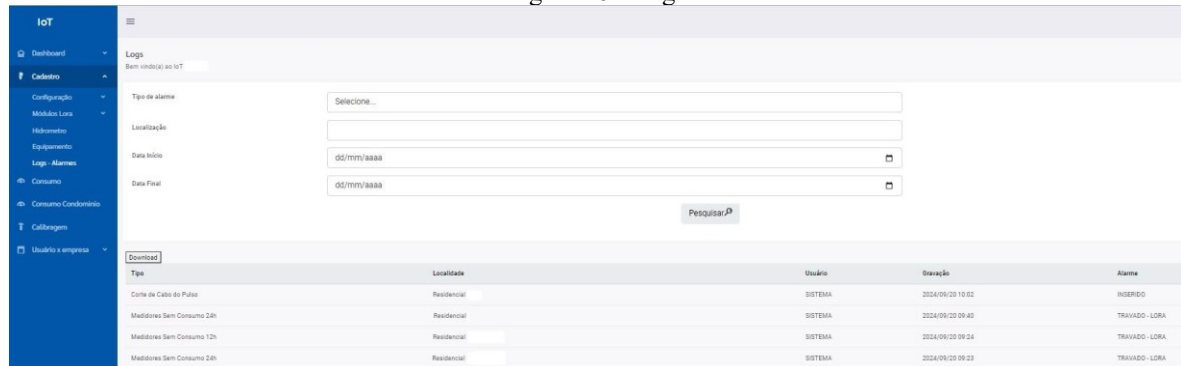 IoT
Dashboard
Cadastro
Configuração
Módulos Lora
Hidrometro
Equipamento
Logs - Alarmes
Consumo
Consumo Condomínio
Calibragem
Usuário x empresa
Logs
Bem vindo(a) ao IoT
Tipo de alarme
Selecione...
Localização
Data Início
dd/mm/aaaa
Data Final
dd/mm/aaaa
Pesquisar
Download
Tipo Localidade Usuário Gravação Alarme
Corte de Cabo do Pulso Residencial SISTEMA 2024/09/20 10:02 INSERIDO
Medidores Sem Consumo 24h Residencial SISTEMA 2024/09/20 09:40 TRAVADO - LORA
Medidores Sem Consumo 12h Residencial SISTEMA 2024/09/20 09:24 TRAVADO - LORA
Medidores Sem Consumo 24h Residencial SISTEMA 2024/09/20 09:23 TRAVADO - LORA